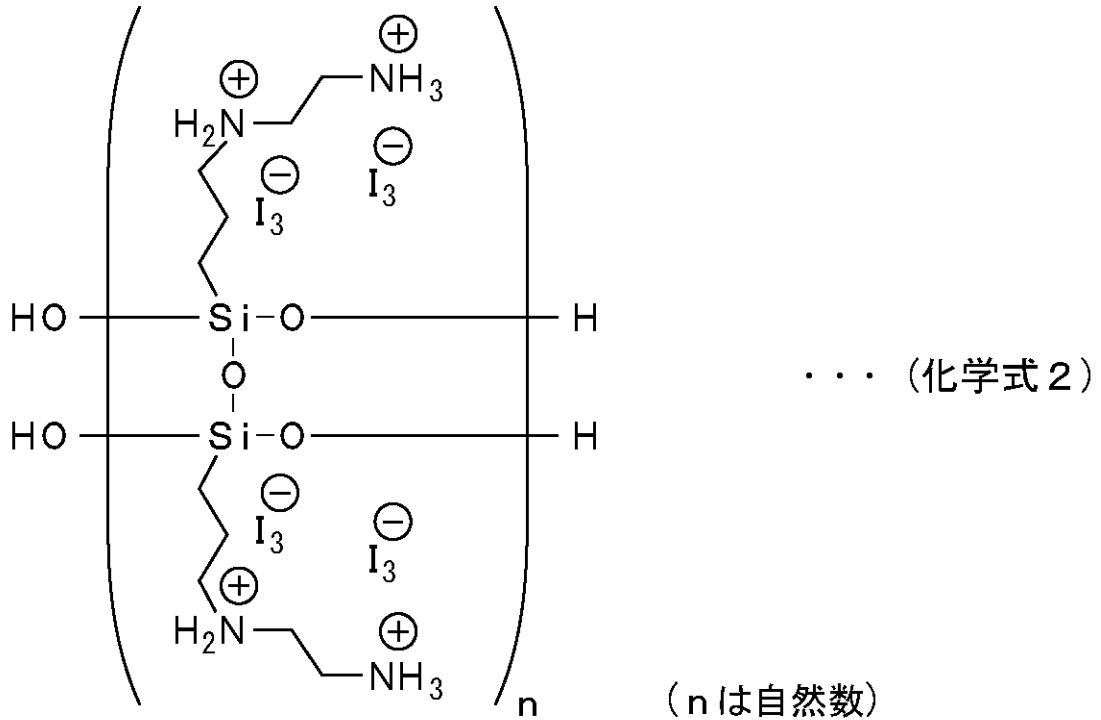 ⊕
⊕ NH3
H2N
⊖ ⊖
I3 I3
HO Si-O H
O ・・・（化学式２）
HO Si-O H
⊖ ⊖
I3 I3
⊕ ⊕
H2N
NH3
n （ｎは自然数）